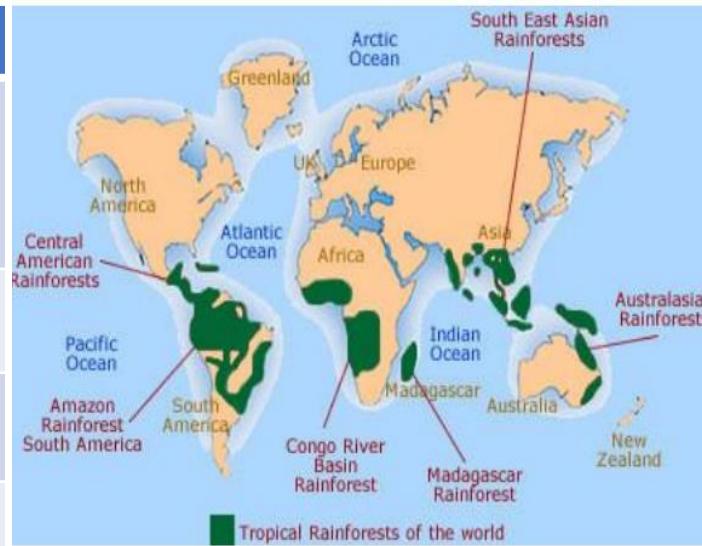 South East Asian
Rainforests
Arctic
Ocean
Greenland
UK
Europe
North
America
Atlantic
Ocean
Asia
Africa
Central
American
Rainforests
Australasia
Rainforest
Pacific
Ocean
Indian
Ocean
Amazon
Rainforest
South America
South
America
Madagascar
Australia
Congo River
Basin
Rainforest
Madagascar
Rainforest
New
Zealand
Tropical Rainforests of the world